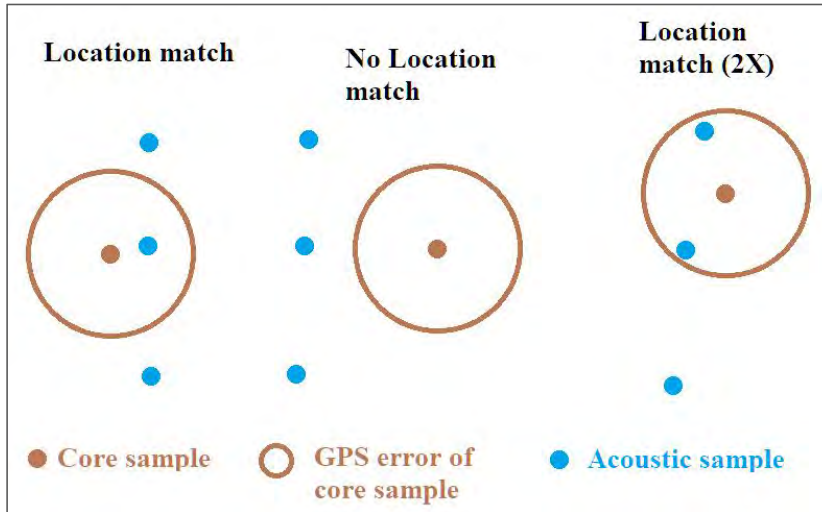 Location match
No Location
match
Location
match (2X)
Core sample
GPS error of
core sample
Acoustic sample